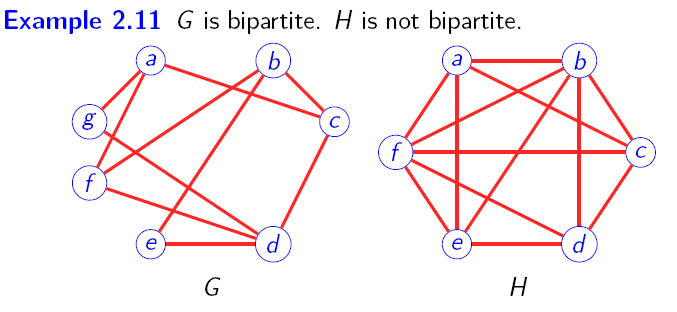 Example 2.11 G is bipartite. H is not bipartite.
a b a b
g c
f c
f
e d e d
G H